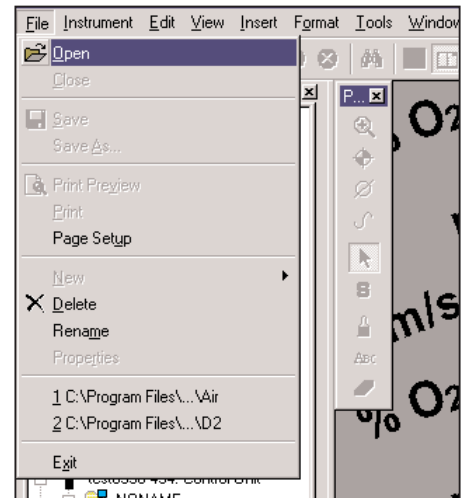 File Instrument Edit View Insert Format Tools Window
Open
Close
Save
Save As...
Print Preview
Print
Page Setup
New
Delete
Rename
Properties
1 C:\Program Files\...\Air
2 C:\Program Files\...\D2
Exit
P...
S
ABC
% O2
m/s
% O2
NONAME